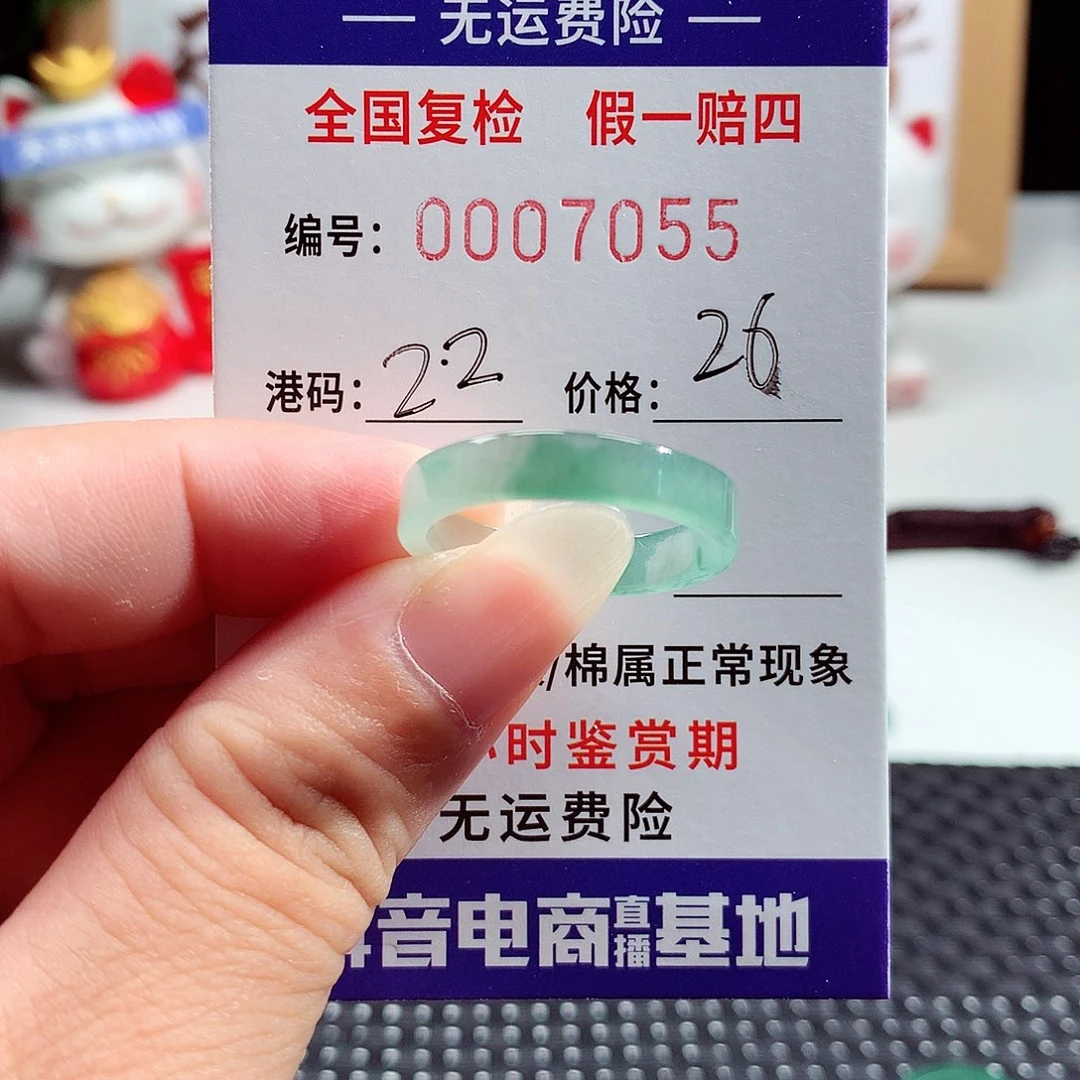 — 无运费险 —
全国复检 假一赔四
编号: 0007055
港码: 22 价格: 26
/棉属正常现象
时鉴赏期
无运费险
音电商直播基地